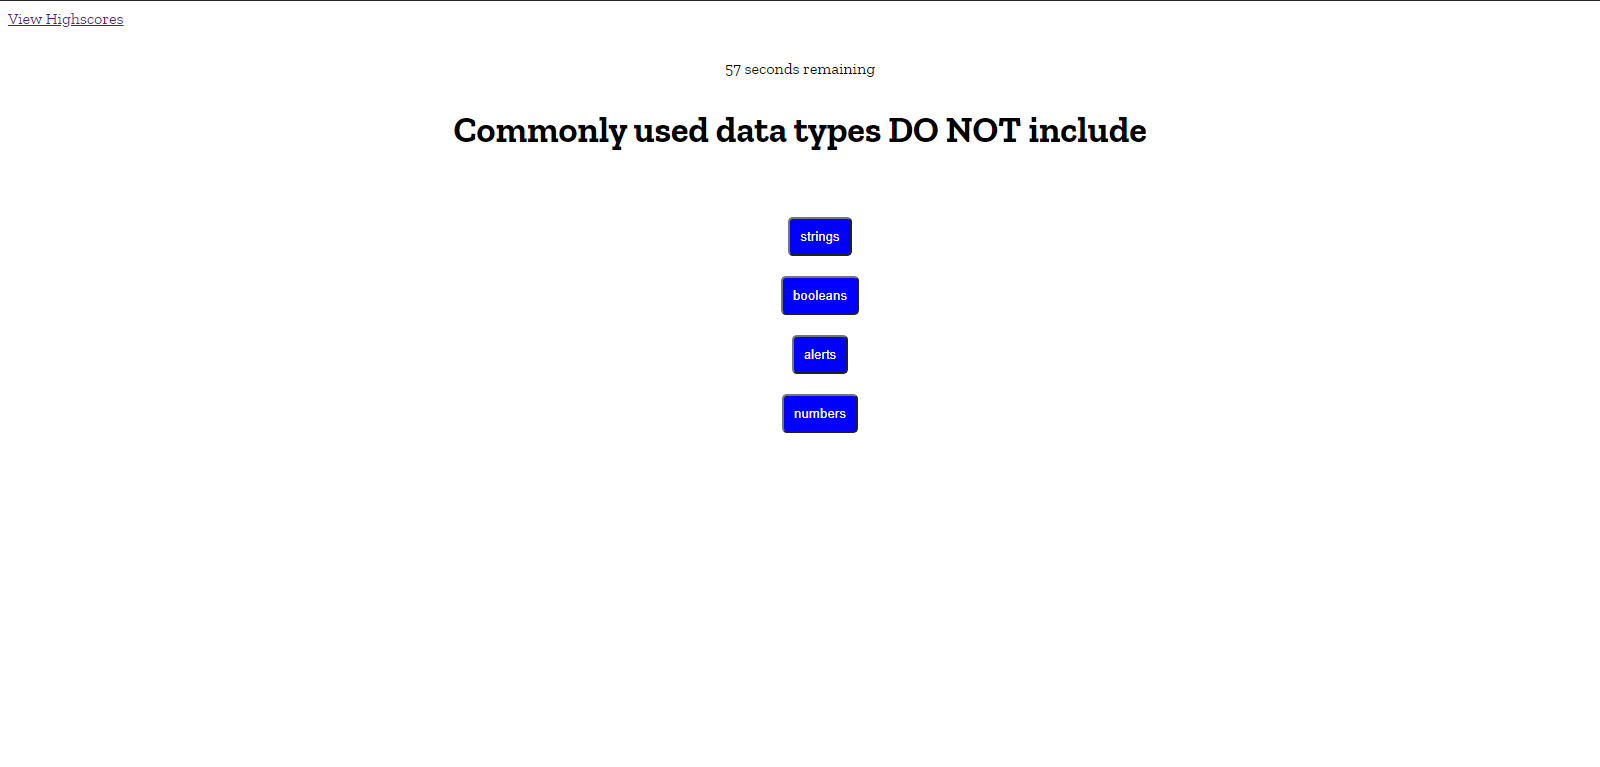 View Highscores
57 seconds remaining
Commonly used data types DO NOT include
strings
booleans
alerts
numbers